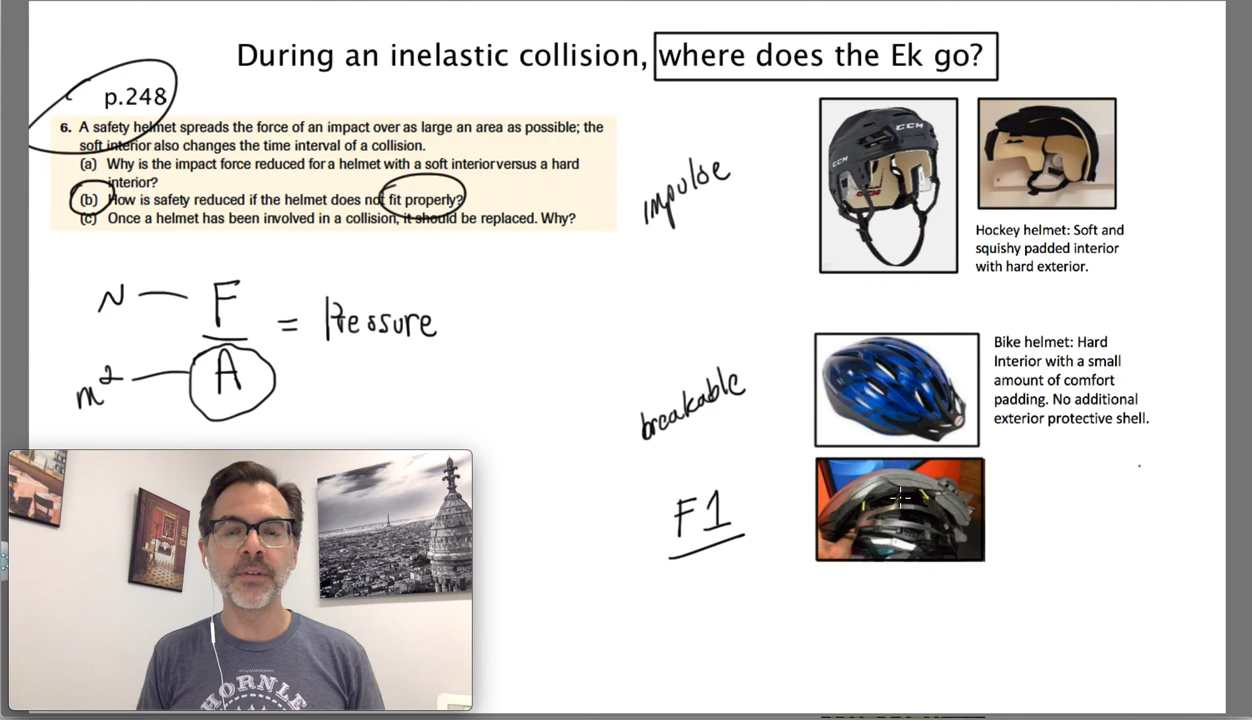 During an inelastic collision, where does the Ek go?
p.248
6. A safety helmet spreads the force of an impact over as large an area as possible; the
soft interior also changes the time interval of a collision.
(a) Why is the impact force reduced for a helmet with a soft interior versus a hard
interior?
(b) How is safety reduced if the helmet does not fit properly?
(c) Once a helmet has been involved in a collision, it should be replaced. Why?
N — F
m² — A
= Pressure
impulse
CCM
CCM
CCM
Hockey helmet: Soft and
squishy padded interior
with hard exterior.
breakable
Bike helmet: Hard
Interior with a small
amount of comfort
padding. No additional
exterior protective shell.
F1
HORNLE